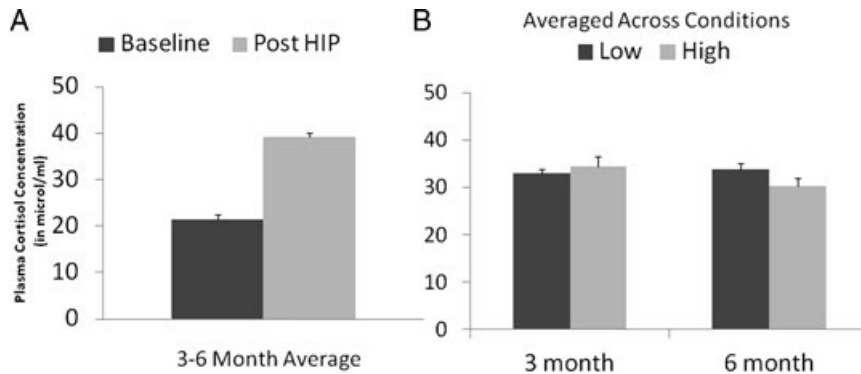 A
Baseline Post HIP
Plasma Cortisol Concentration
(in microl/ml)
50
40
30
20
10
0
3-6 Month Average
B
Averaged Across Conditions
Low High
50
40
30
20
10
0
3 month 6 month